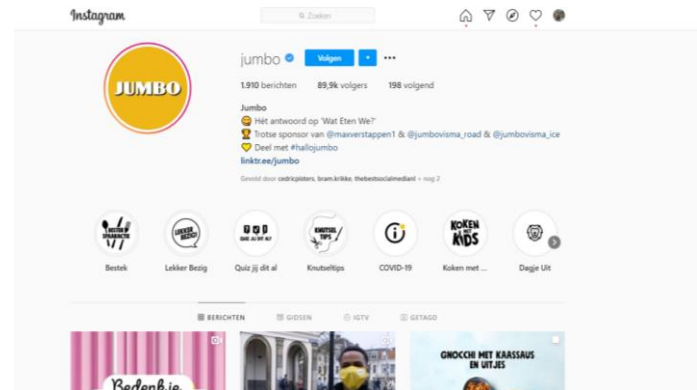 Instagram
Zoeken
JUMBO
jumbo
Volgen
1.910 berichten 89,9k volgers 198 volgend
Jumbo
Hét antwoord op 'Wat Eten We?'
Trotse sponsor van @maxverstappen1 & @jumbovisma_road & @jumbovisma_ice
Deel met #hallojumbo
linktr.ee/jumbo
Gevolgd door cedricpisters, bram.krikke, thebestsocialmedianl + nog 2
BESTEK
SPAARACTIE
LEKKER
BEZIG!
KNUTSEL
TIPS
KOKEN
MET
KIDS
Bestek Lekker Bezig Quiz jij dit al Knutseltips COVID-19 Koken met ... Dagje Uit
BERICHTEN GIDSEN IGTV GETAGD
Bedenk je
GNOCCHI MET KAASSAUS
EN UITJES